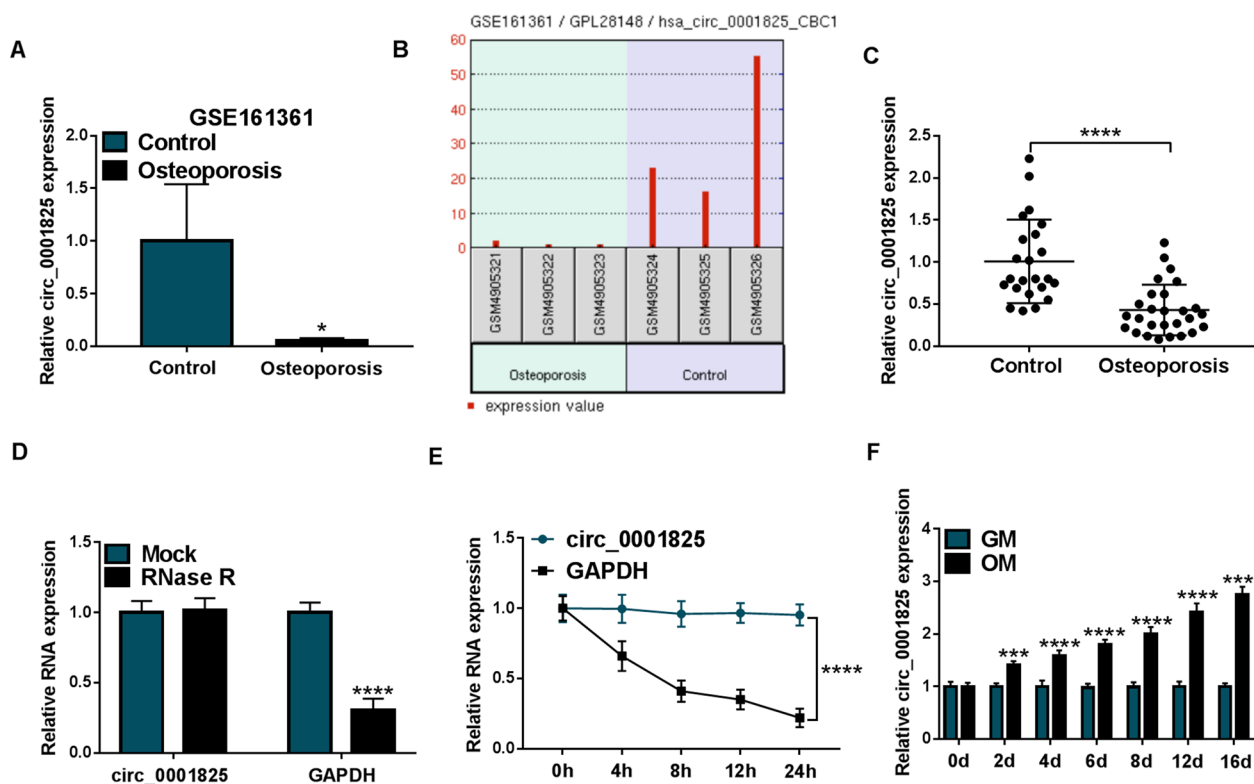 A
Relative circ_0001825 expression
GSE161361
Control
Osteoporosis
2.0
1.5
1.0
0.5
0.0
*
Control Osteoporosis
B
GSE161361 / GPL28148 / hsa_circ_0001825_CBC1
60
50
40
30
20
10
0
GSM4905321
GSM4905322
GSM4905323
GSM4905324
GSM4905325
GSM4905326
Osteoporosis Control
expression value
C
Relative circ_0001825 expression
2.5
2.0
1.5
1.0
0.5
0.0
****
Control Osteoporosis
D
Relative RNA expression
Mock
RNase R
1.5
1.0
0.5
0.0
****
circ_0001825 GAPDH
E
Relative RNA expression
circ_0001825
GAPDH
1.5
1.0
0.5
0.0
****
0h 4h 8h 12h 24h
F
Relative circ_0001825 expression
GM
OM
4
3
2
1
0
*** **** **** **** **** ***
0d 2d 4d 6d 8d 12d 16d